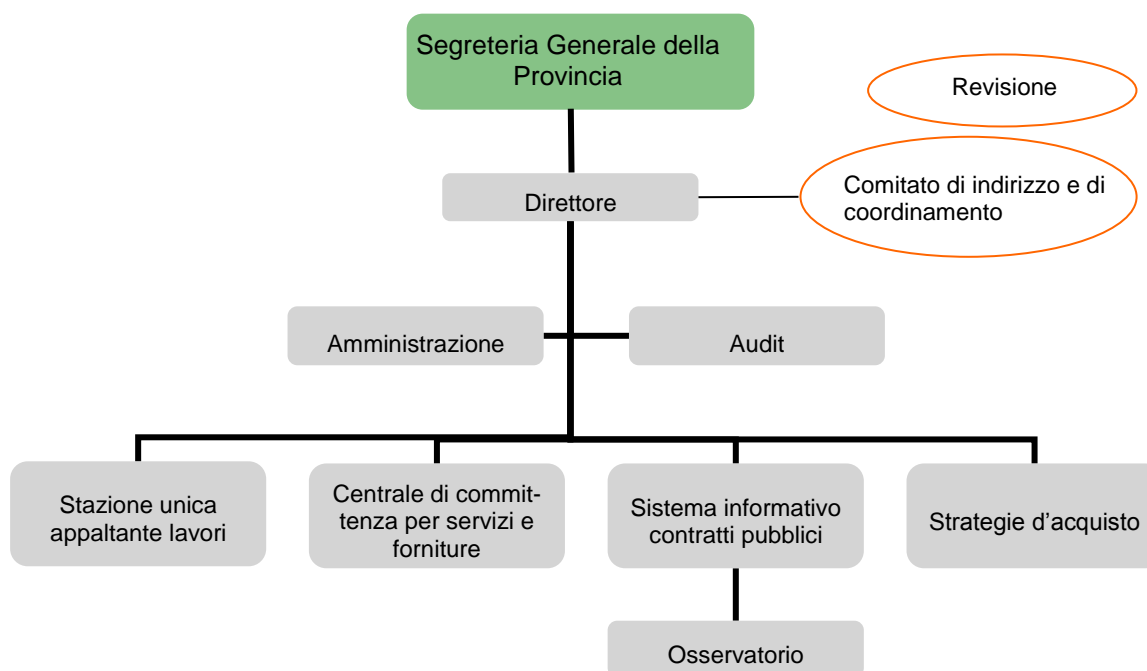 Segreteria Generale della
Provincia
Revisione
Direttore
Comitato di indirizzo e di
coordinamento
Amministrazione
Audit
Stazione unica
appaltante lavori
Centrale di commit-
tenza per servizi e
forniture
Sistema informativo
contratti pubblici
Strategie d’acquisto
Osservatorio